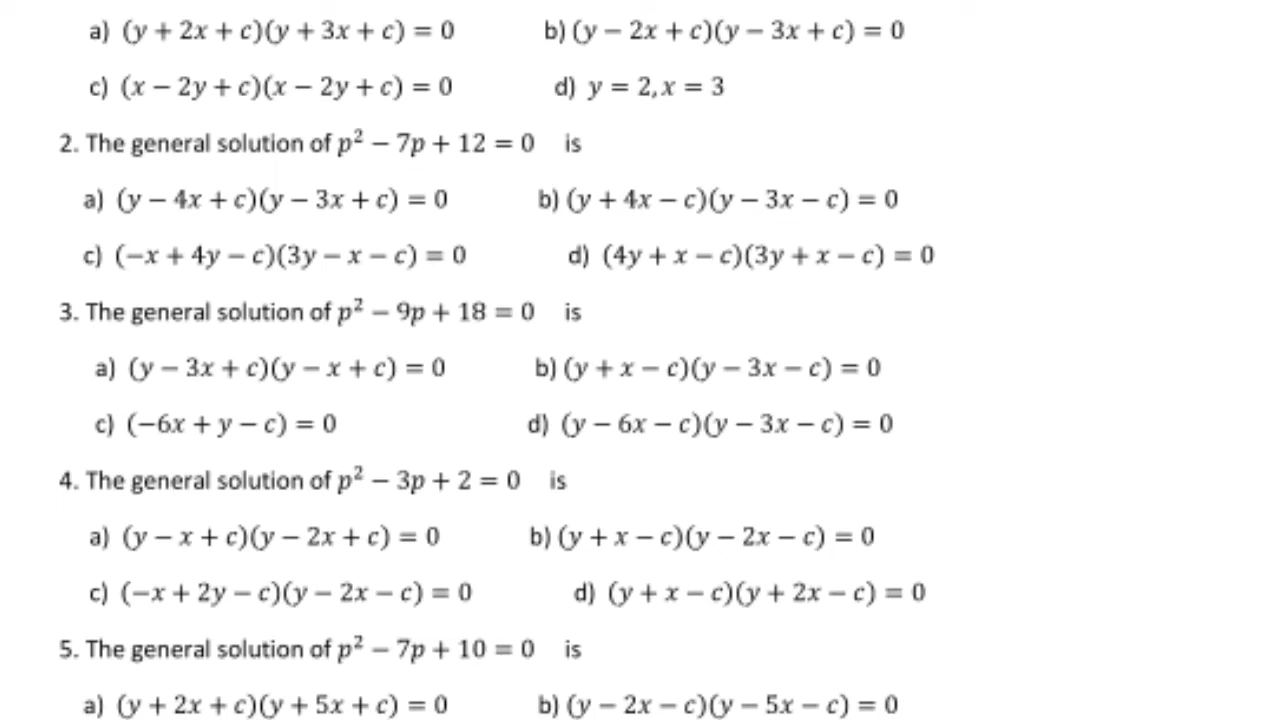 a) (y + 2x + c)(y + 3x + c) = 0 b) (y − 2x + c)(y − 3x + c) = 0
c) (x − 2y + c)(x − 2y + c) = 0 d) y = 2, x = 3
2. The general solution of p² − 7p + 12 = 0 is
a) (y − 4x + c)(y − 3x + c) = 0 b) (y + 4x − c)(y − 3x − c) = 0
c) (−x + 4y − c)(3y − x − c) = 0 d) (4y + x − c)(3y + x − c) = 0
3. The general solution of p² − 9p + 18 = 0 is
a) (y − 3x + c)(y − x + c) = 0 b) (y + x − c)(y − 3x − c) = 0
c) (−6x + y − c) = 0 d) (y − 6x − c)(y − 3x − c) = 0
4. The general solution of p² − 3p + 2 = 0 is
a) (y − x + c)(y − 2x + c) = 0 b) (y + x − c)(y − 2x − c) = 0
c) (−x + 2y − c)(y − 2x − c) = 0 d) (y + x − c)(y + 2x − c) = 0
5. The general solution of p² − 7p + 10 = 0 is
a) (y + 2x + c)(y + 5x + c) = 0 b) (y − 2x − c)(y − 5x − c) = 0